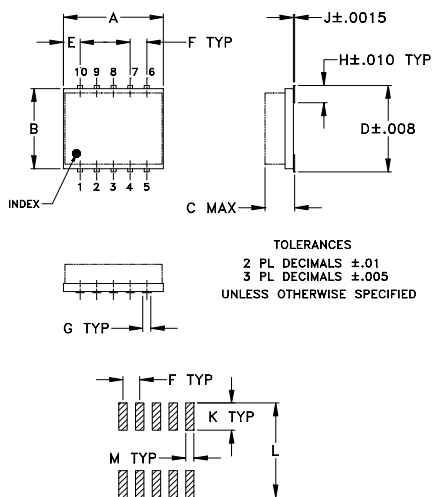 A
J±.0015
E
F TYP
H±.010 TYP
10 9 8 7 6
B
D±.008
INDEX
1 2 3 4 5
C MAX
TOLERANCES
2 PL DECIMALS ±.01
3 PL DECIMALS ±.005
UNLESS OTHERWISE SPECIFIED
G TYP
F TYP
K TYP
L
M TYP